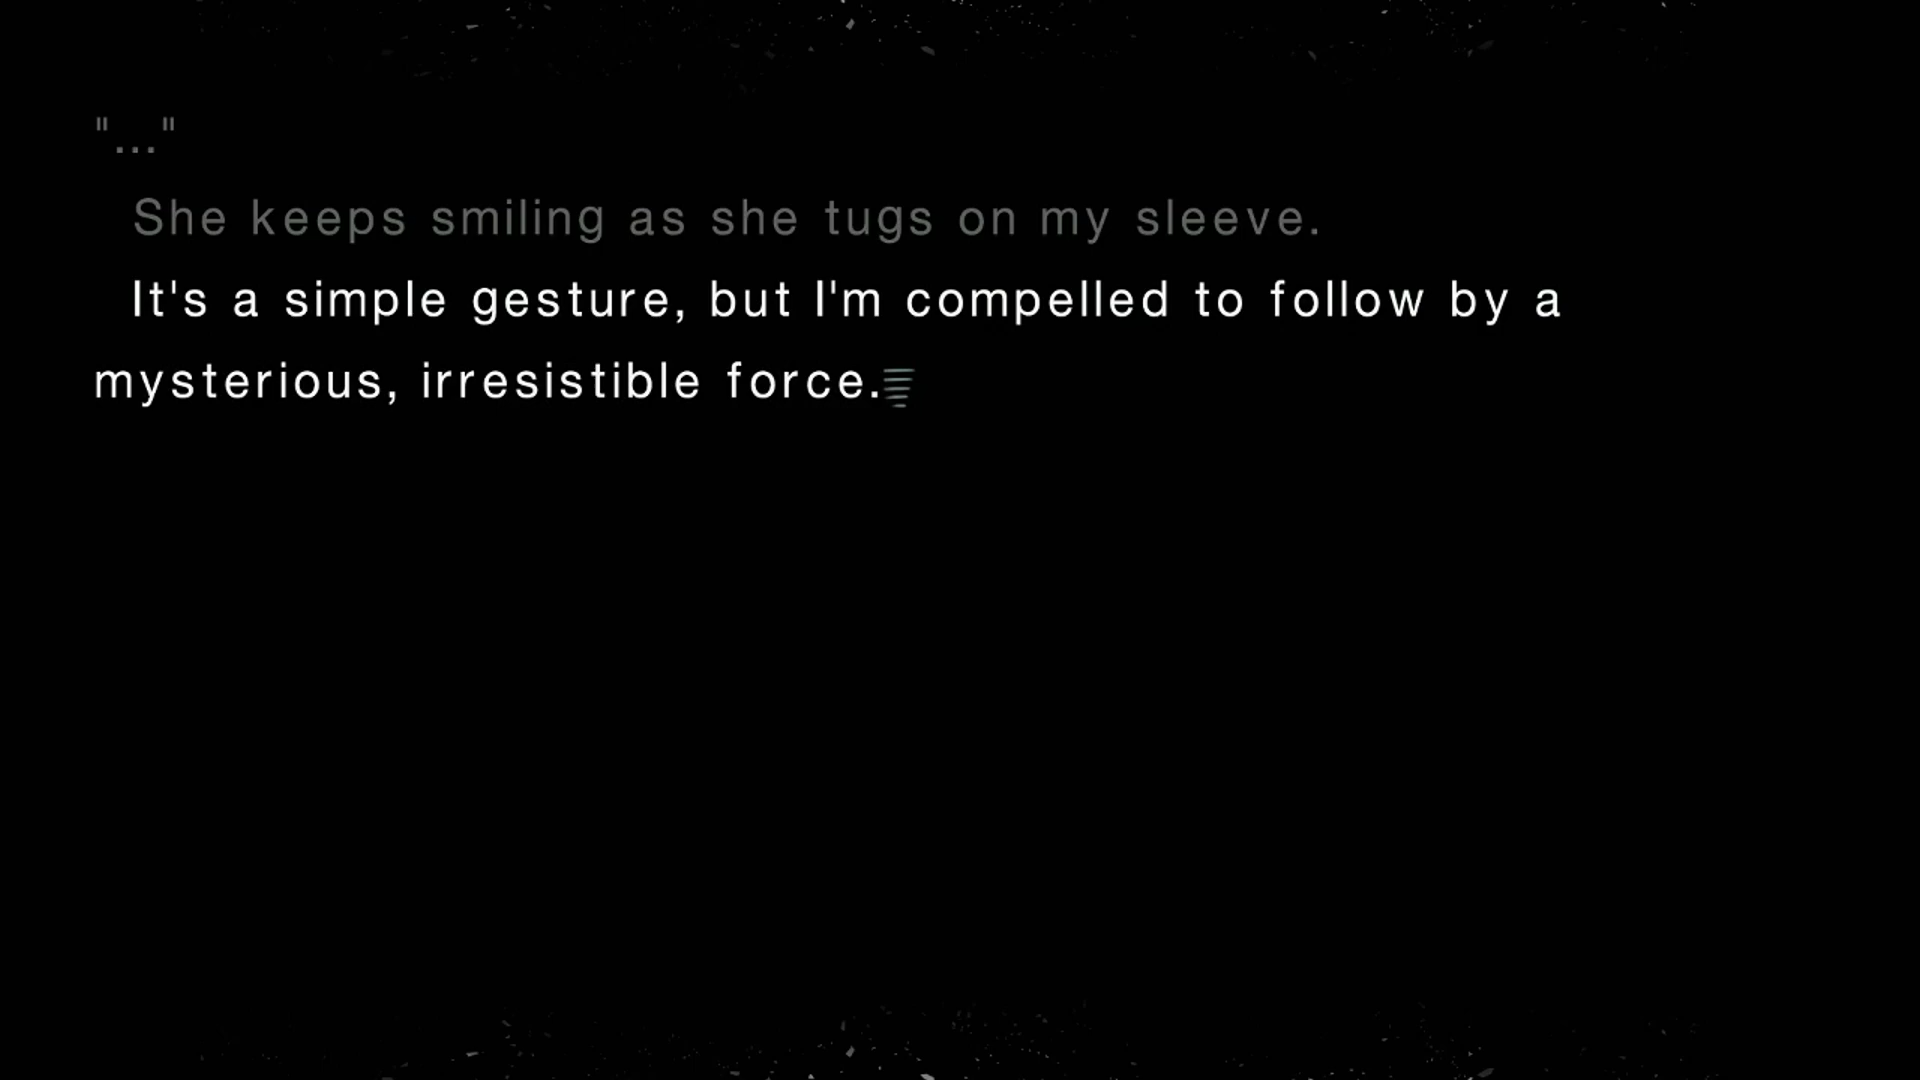 "..."
She keeps smiling as she tugs on my sleeve.
It's a simple gesture, but I'm compelled to follow by a
mysterious, irresistible force.